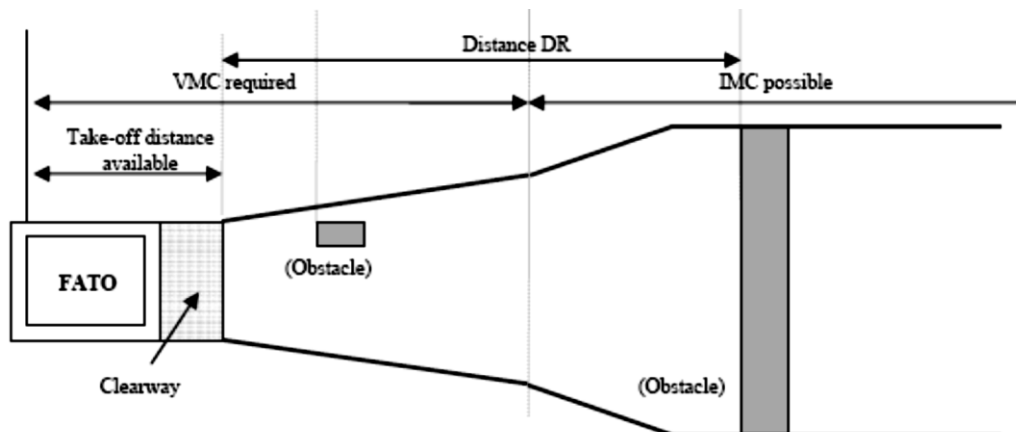 Distance DR
VMC required
IMC possible
Take-off distance
available
(Obstacle)
FATO
Clearway
(Obstacle)